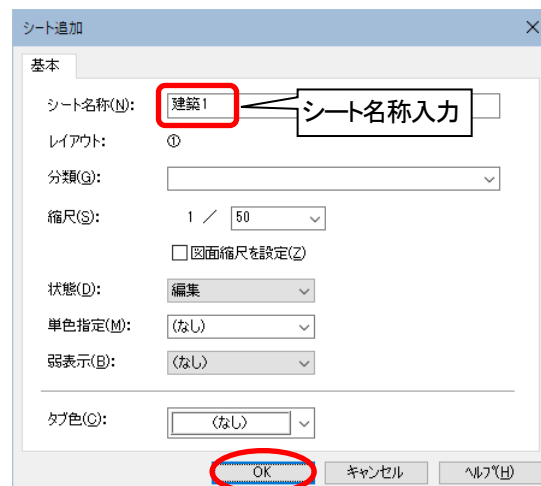 シート追加
基本
シート名称(N): 建築1 シート名称入力
レイアウト: ①
分類(G):
縮尺(S): 1 / 50
図面縮尺を設定(Z)
状態(D): 編集
単色指定(M): (なし)
弱表示(B): (なし)
タブ色(C): (なし)
OK キャンセル ヘルプ(H)